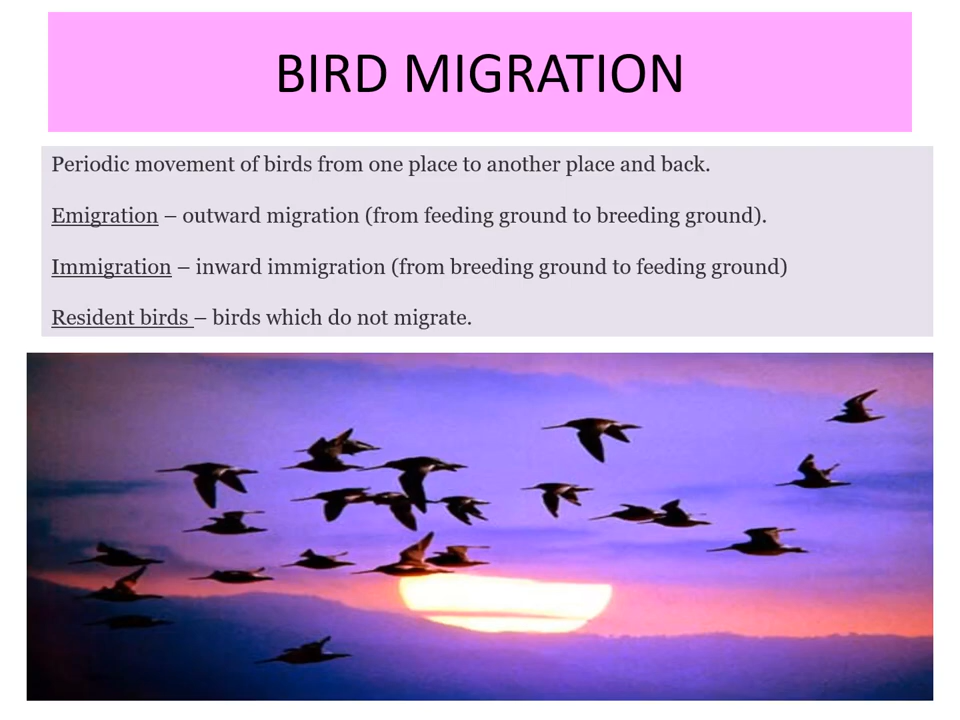 BIRD MIGRATION
Periodic movement of birds from one place to another place and back.
Emigration – outward migration (from feeding ground to breeding ground).
Immigration – inward immigration (from breeding ground to feeding ground)
Resident birds – birds which do not migrate.